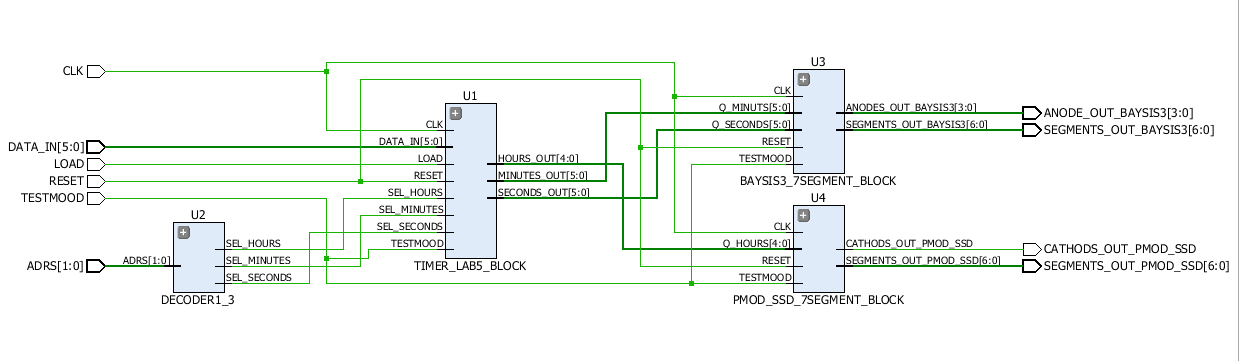 CLK
DATA_IN[5:0]
LOAD
RESET
TESTMOOD
ADRS[1:0]
U2
ADRS[1:0]
SEL_HOURS
SEL_MINUTES
SEL_SECONDS
DECODER1_3
U1
CLK
DATA_IN[5:0]
LOAD
RESET
SEL_HOURS
SEL_MINUTES
SEL_SECONDS
TESTMOOD
HOURS_OUT[4:0]
MINUTES_OUT[5:0]
SECONDS_OUT[5:0]
TIMER_LAB5_BLOCK
U3
CLK
Q_MINUTS[5:0]
Q_SECONDS[5:0]
RESET
TESTMOOD
ANODES_OUT_BAYSIS3[3:0]
SEGMENTS_OUT_BAYSIS3[6:0]
BAYSIS3_7SEGMENT_BLOCK
U4
CLK
Q_HOURS[4:0]
RESET
TESTMOOD
CATHODS_OUT_PMOD_SSD
SEGMENTS_OUT_PMOD_SSD[6:0]
PMOD_SSD_7SEGMENT_BLOCK
ANODE_OUT_BAYSIS3[3:0]
SEGMENTS_OUT_BAYSIS3[6:0]
CATHODS_OUT_PMOD_SSD
SEGMENTS_OUT_PMOD_SSD[6:0]